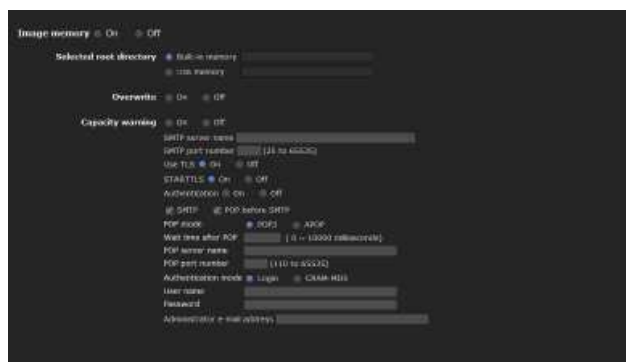 Image memory On Off
Selected root directory Built-in memory
USB memory
Overwrite On Off
Capacity warning On Off
SMTP server name
SMTP port number (25 to 65535)
Use TLS On Off
STARTTLS On Off
Authentication On Off
SMTP POP before SMTP
POP mode POP3 APOP
Wait time after POP ( 0 ~ 10000 milliseconds)
POP server name
POP port number (110 to 65535)
Authentication mode Login CRAM-MD5
User name
Password
Administrator e-mail address